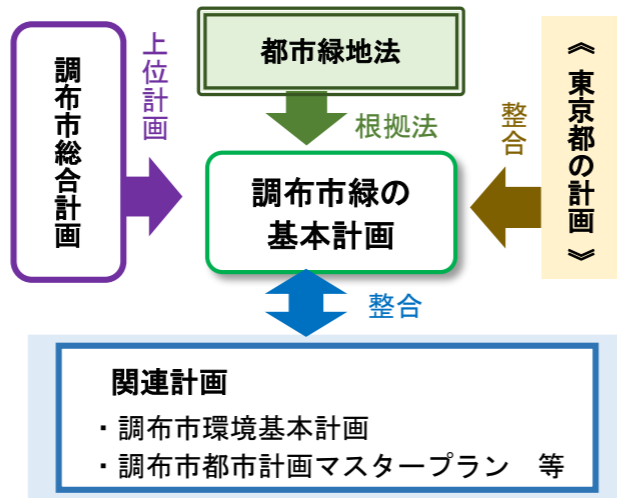 都市緑地法
調布市総合計画
上位計画
根拠法
整合
《 東京都の計画 》
調布市緑の
基本計画
整合
関連計画
・調布市環境基本計画
・調布市都市計画マスタープラン　等